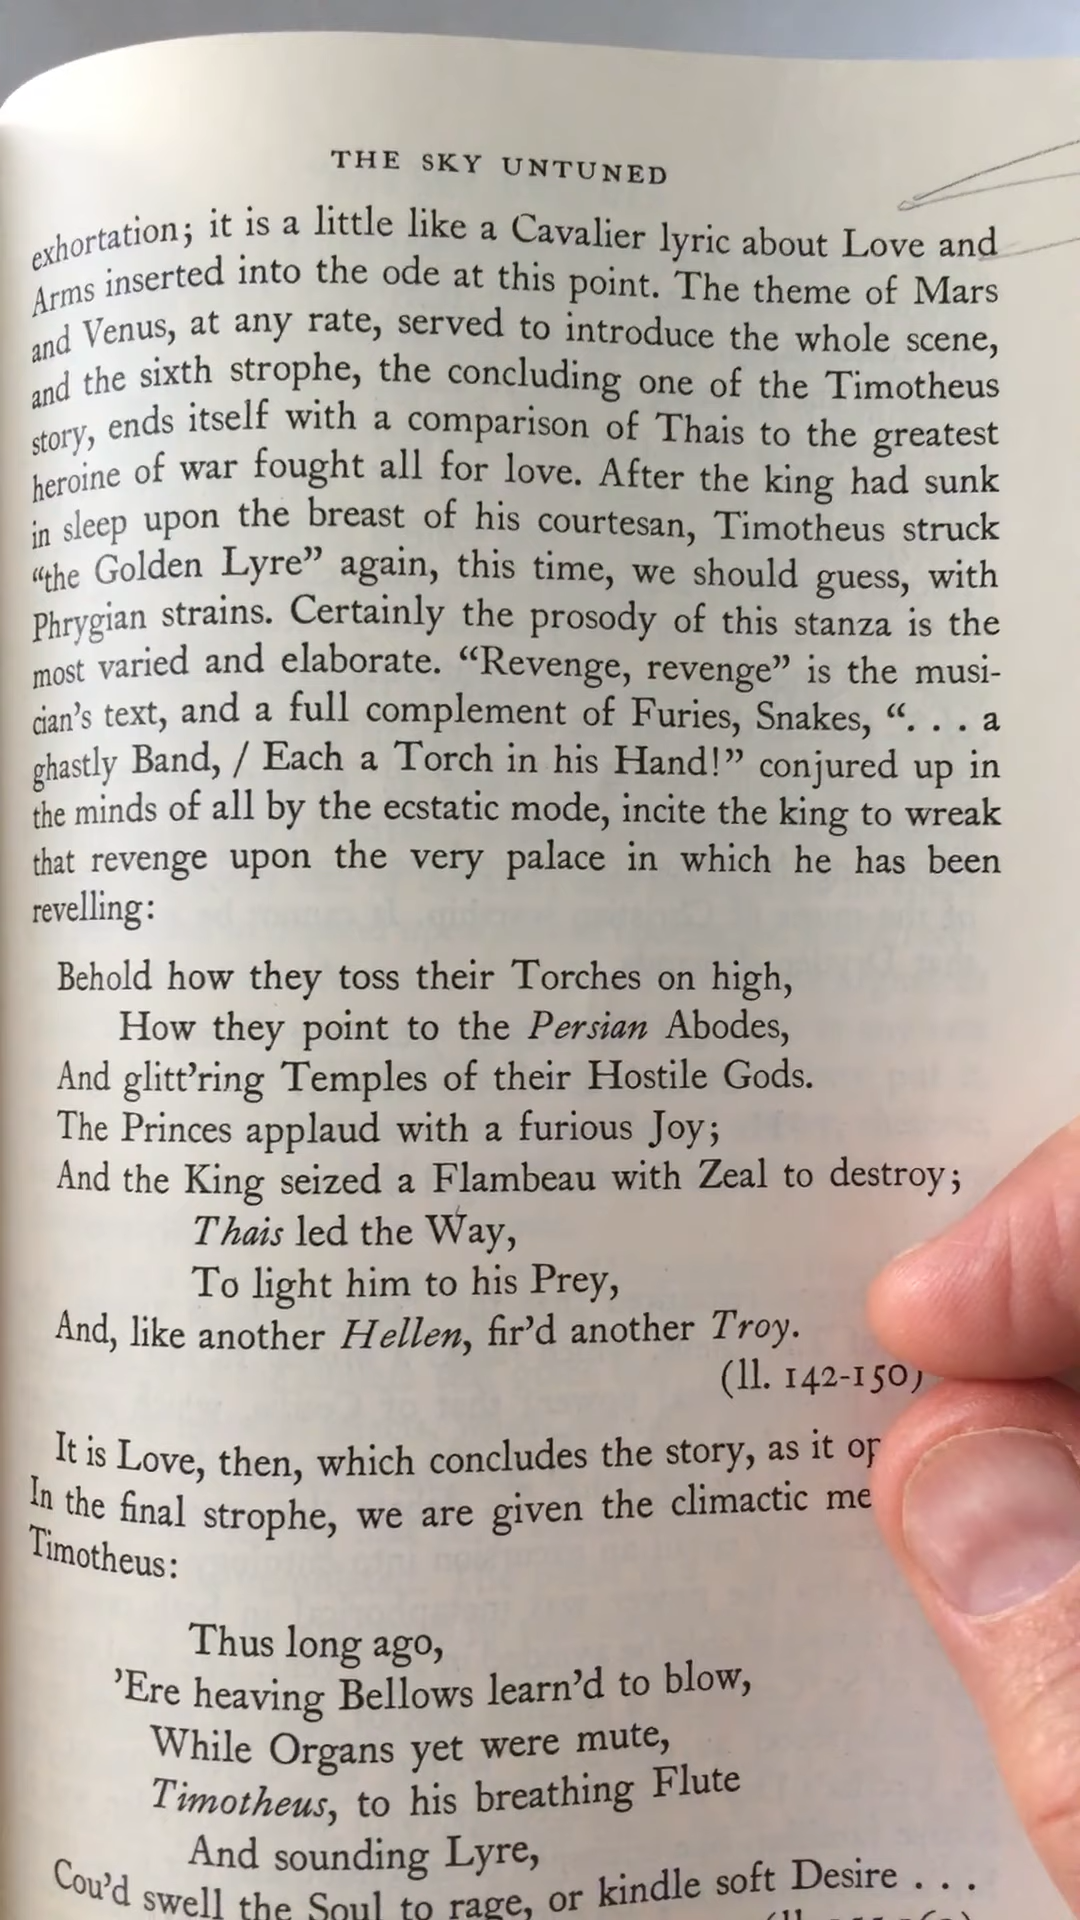 THE SKY UNTUNED
exhortation; it is a little like a Cavalier lyric about Love and
Arms inserted into the ode at this point. The theme of Mars
and Venus, at any rate, served to introduce the whole scene,
and the sixth strophe, the concluding one of the Timotheus
story, ends itself with a comparison of Thais to the greatest
heroine of war fought all for love. After the king had sunk
in sleep upon the breast of his courtesan, Timotheus struck
“the Golden Lyre” again, this time, we should guess, with
Phrygian strains. Certainly the prosody of this stanza is the
most varied and elaborate. “Revenge, revenge” is the musi-
cian’s text, and a full complement of Furies, Snakes, “. . . a
ghastly Band, / Each a Torch in his Hand!” conjured up in
the minds of all by the ecstatic mode, incite the king to wreak
that revenge upon the very palace in which he has been
revelling:
Behold how they toss their Torches on high,
How they point to the Persian Abodes,
And glitt’ring Temples of their Hostile Gods.
The Princes applaud with a furious Joy;
And the King seized a Flambeau with Zeal to destroy;
Thais led the Way,
To light him to his Prey,
And, like another Hellen, fir’d another Troy.
(ll. 142-150)
It is Love, then, which concludes the story, as it
In the final strophe, we are given the climactic
Timotheus:
Thus long ago,
’Ere heaving Bellows learn’d to blow,
While Organs yet were mute,
Timotheus, to his breathing Flute
And sounding Lyre,
Cou’d swell the Soul to rage, or kindle soft Desire . . .